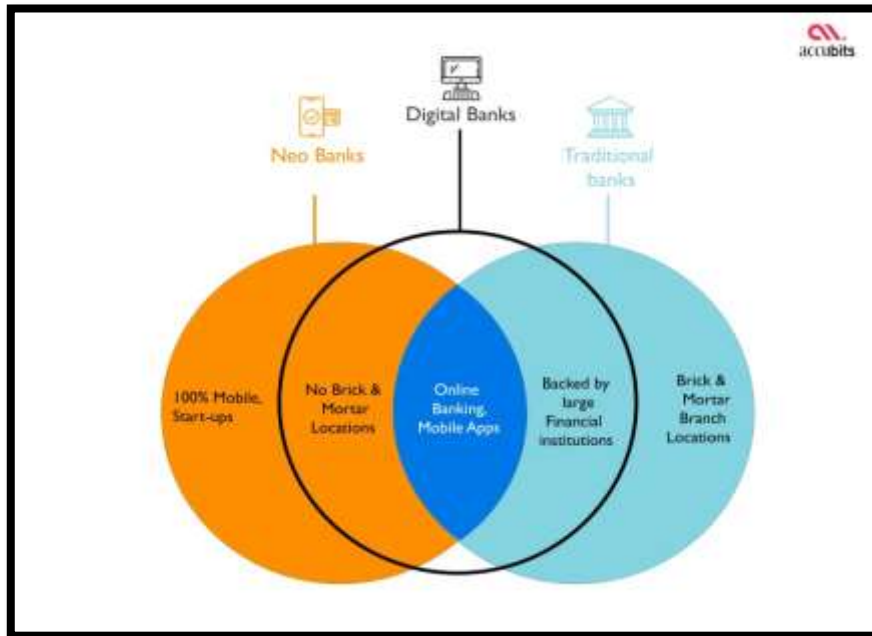 accubits
Digital Banks
Neo Banks
Traditional
banks
100% Mobile,
Start-ups
No Brick &
Mortar
Locations
Online
Banking,
Mobile Apps
Backed by
large
Financial
institutions
Brick &
Mortar
Branch
Locations